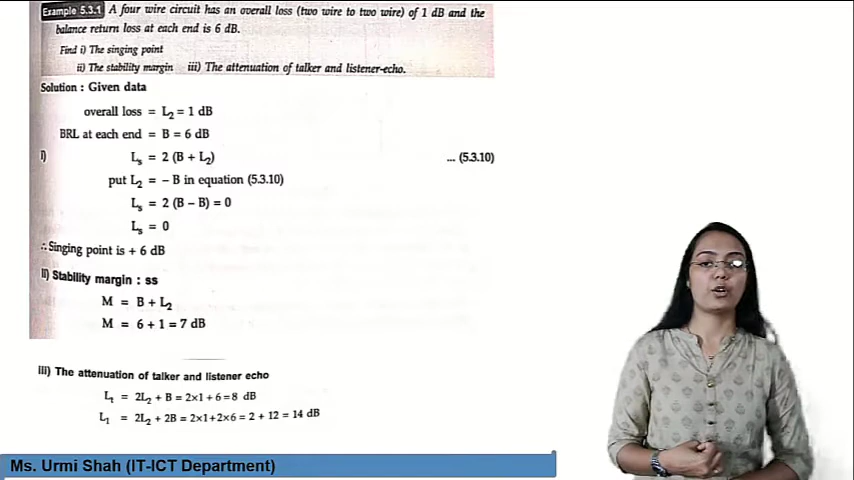 Example 5.3.1 A four wire circuit has an overall loss (two wire to two wire) of 1 dB and the
balance return loss at each end is 6 dB.
Find i) The singing point
ii) The stability margin iii) The attenuation of talker and listener-echo.
Solution : Given data
overall loss = L₂ = 1 dB
BRL at each end = B = 6 dB
i) Lₛ = 2 (B + L₂) ... (5.3.10)
put L₂ = – B in equation (5.3.10)
Lₛ = 2 (B – B) = 0
Lₛ = 0
∴ Singing point is + 6 dB
ii) Stability margin : ss
M = B + L₂
M = 6 + 1 = 7 dB
iii) The attenuation of talker and listener echo
Lₜ = 2L₂ + B = 2×1 + 6 = 8 dB
L₁ = 2L₂ + 2B = 2×1+2×6 = 2 + 12 = 14 dB
Ms. Urmi Shah (IT-ICT Department)